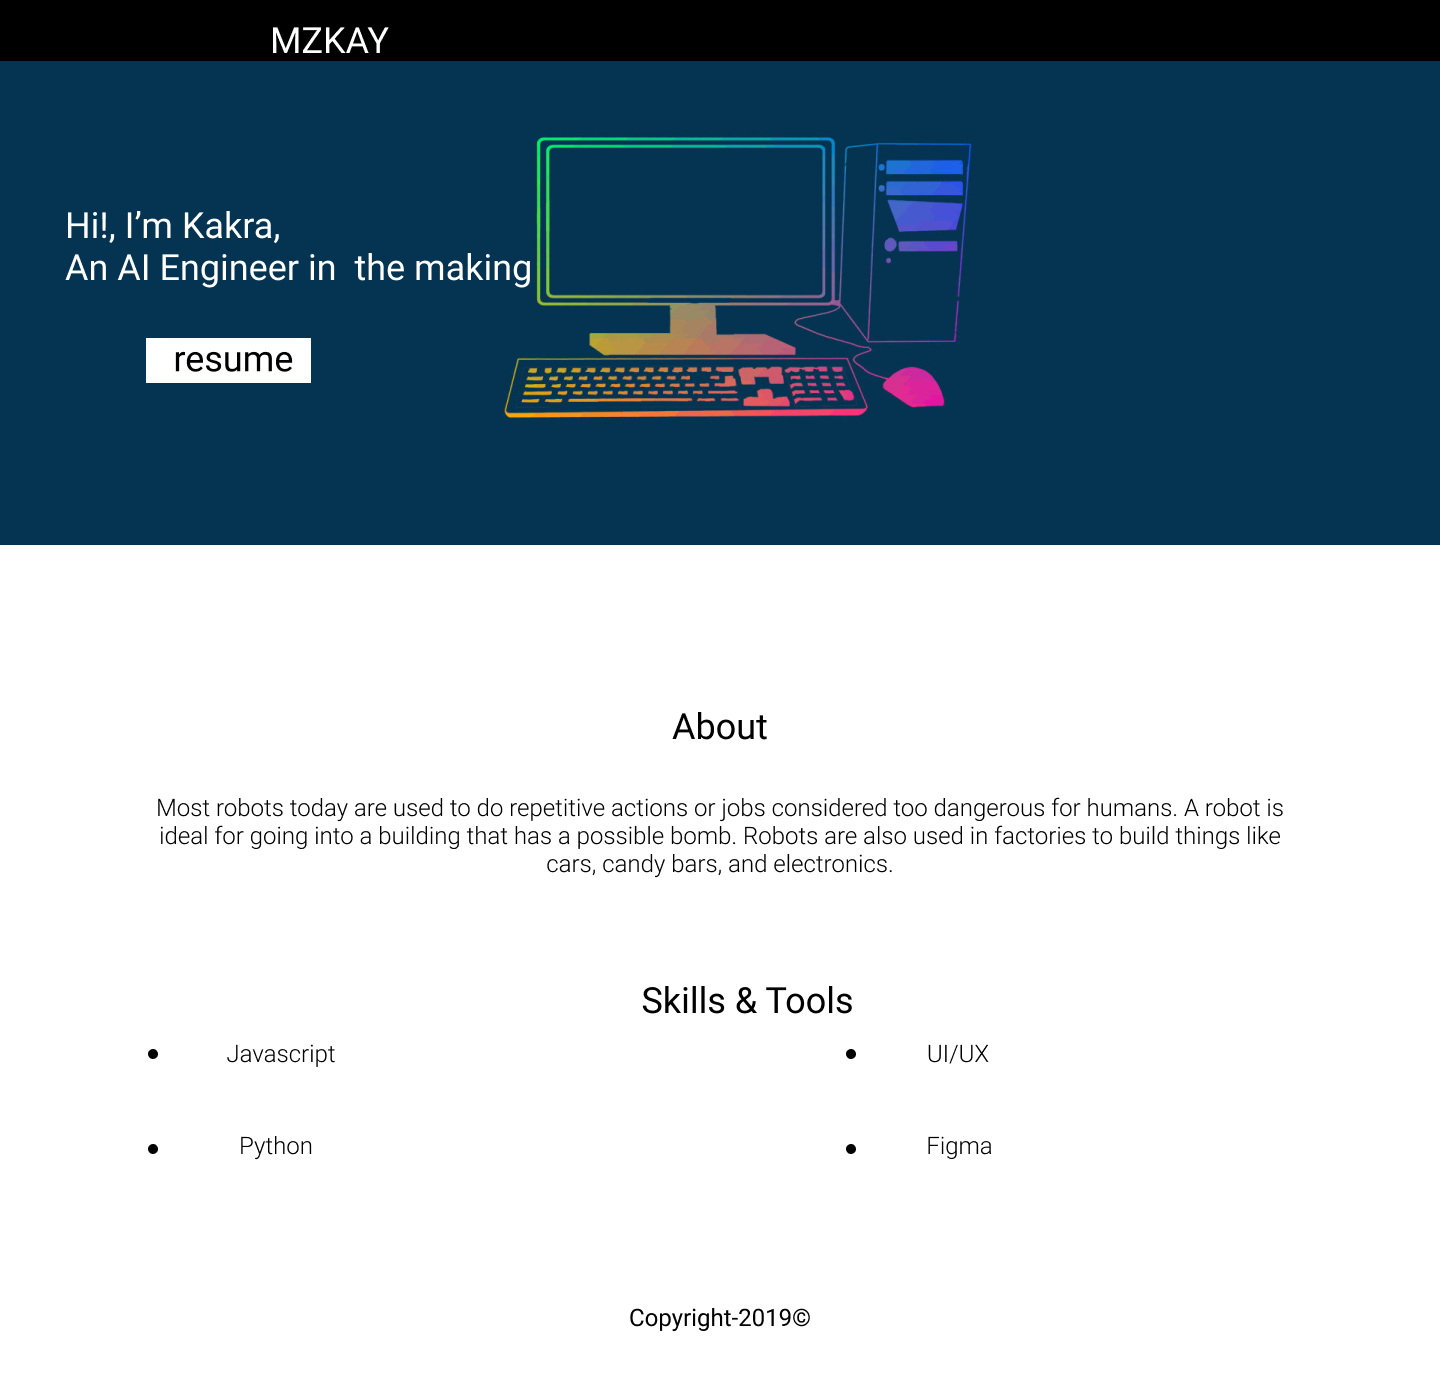 MZKAY
Hi!, I’m Kakra,
An AI Engineer in  the making
resume
About
Most robots today are used to do repetitive actions or jobs considered too dangerous for humans. A robot is
ideal for going into a building that has a possible bomb. Robots are also used in factories to build things like
cars, candy bars, and electronics.
Skills & Tools
• Javascript
• UI/UX
• Python
• Figma
Copyright-2019©